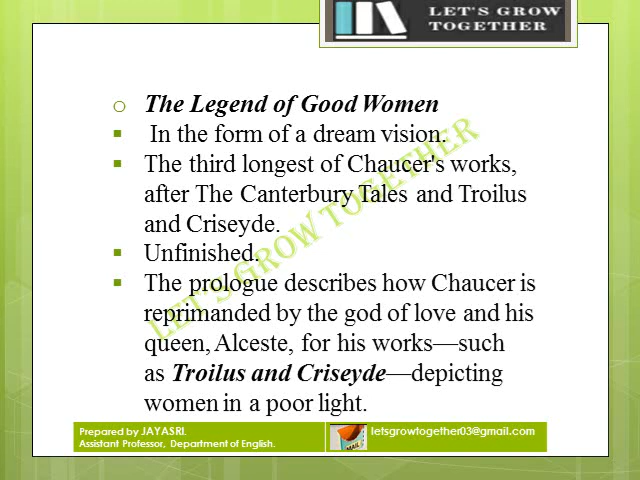 LET'S GROW
TOGETHER
The Legend of Good Women
In the form of a dream vision.
The third longest of Chaucer's works,
after The Canterbury Tales and Troilus
and Criseyde.
Unfinished.
The prologue describes how Chaucer is
reprimanded by the god of love and his
queen, Alceste, for his works—such
as Troilus and Criseyde—depicting
women in a poor light.
LET'S GROW TOGETHER
Prepared by JAYASRI.
Assistant Professor, Department of English.
MAIL
letsgrowtogether03@gmail.com